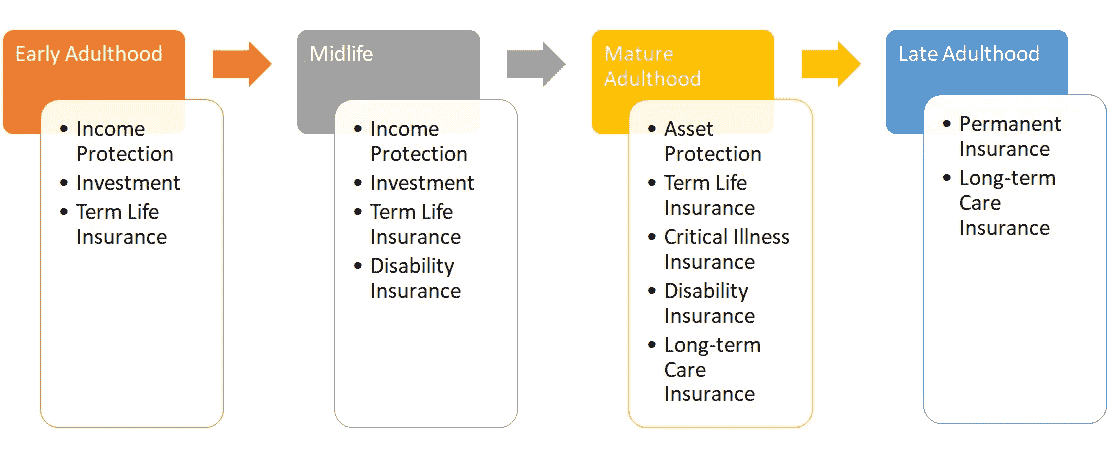 Early Adulthood
• Income
Protection
• Investment
• Term Life
Insurance
Midlife
• Income
Protection
• Investment
• Term Life
Insurance
• Disability
Insurance
Mature
Adulthood
• Asset
Protection
• Term Life
Insurance
• Critical Illness
Insurance
• Disability
Insurance
• Long-term
Care
Insurance
Late Adulthood
• Permanent
Insurance
• Long-term
Care
Insurance